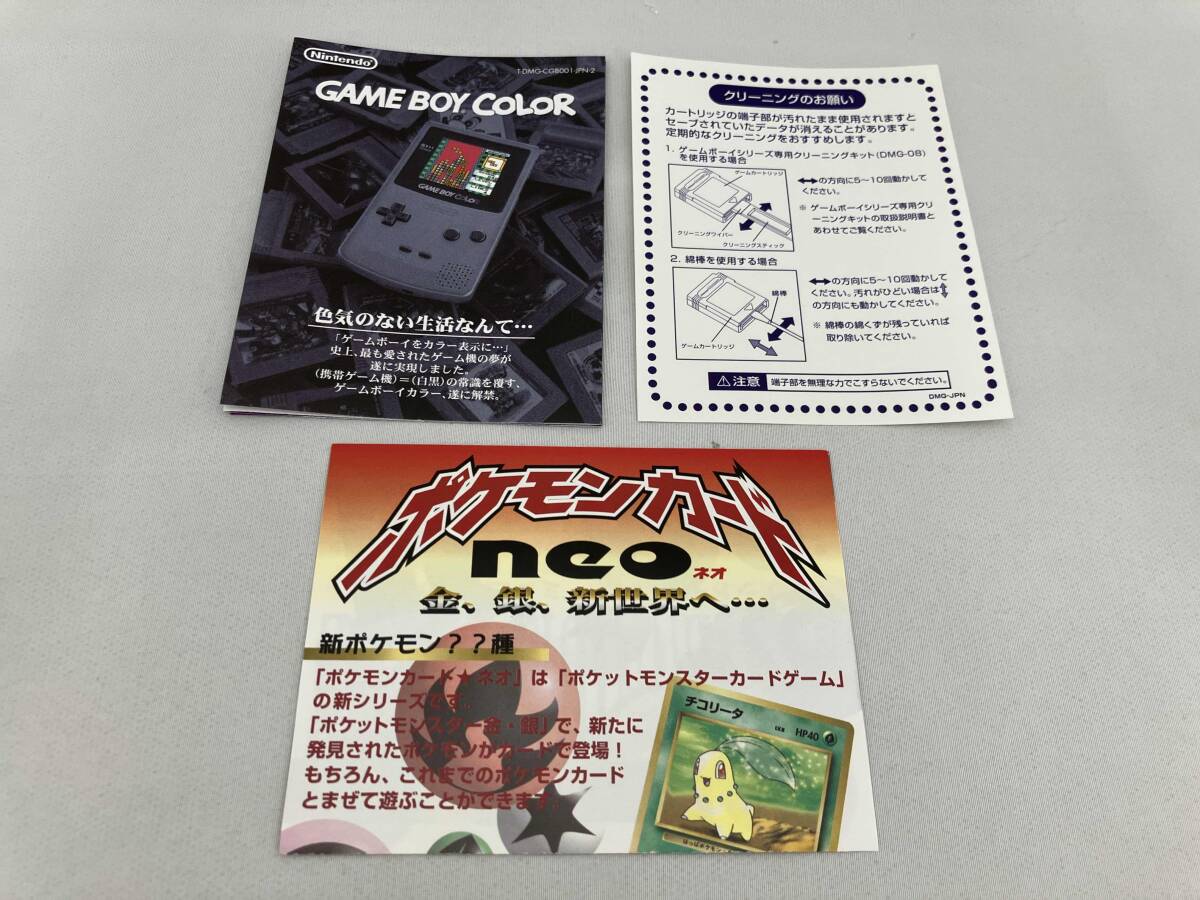 Nintendo
T-DMG-CGB001-JPN-2
GAME BOY COLOR
GAME BOY COLOR
色気のない生活なんて…
「ゲームボーイをカラー表示に…」
史上、最も愛されたゲーム機の夢が
遂に実現しました。
(携帯ゲーム機)＝(白黒)の常識を覆す、
ゲームボーイカラー、遂に解禁。
クリーニングのお願い
カートリッジの端子部が汚れたまま使用されますと
セーブされていたデータが消えることがあります。
定期的なクリーニングをおすすめします。
1. ゲームボーイシリーズ専用クリーニングキット(DMG-08)
を使用する場合
ゲームカートリッジ
クリーニングワイパー
クリーニングスティック
⟷の方向に5〜10回動かして
ください。
※ ゲームボーイシリーズ専用クリ
ーニングキットの取扱説明書と
あわせてご覧ください。
2. 綿棒を使用する場合
綿棒
ゲームカートリッジ
⟷の方向に5〜10回動かして
ください。汚れがひどい場合は⇕
の方向にも動かしてください。
※ 綿棒の綿くずが残っていれば
取り除いてください。
⚠注意 端子部を無理な力でこすらないでください。
DMG-JPN
ポケモンカード
neo
ネオ
金、銀、新世界へ…
新ポケモン？？種
「ポケモンカード★ネオ」は「ポケットモンスターカードゲーム」
の新シリーズです。
「ポケットモンスター金・銀」で、新たに
発見されたポケモンがカードで登場！
もちろん、これまでのポケモンカード
とまぜて遊ぶことができます。
チコリータ
HP40
はっぱポケモン